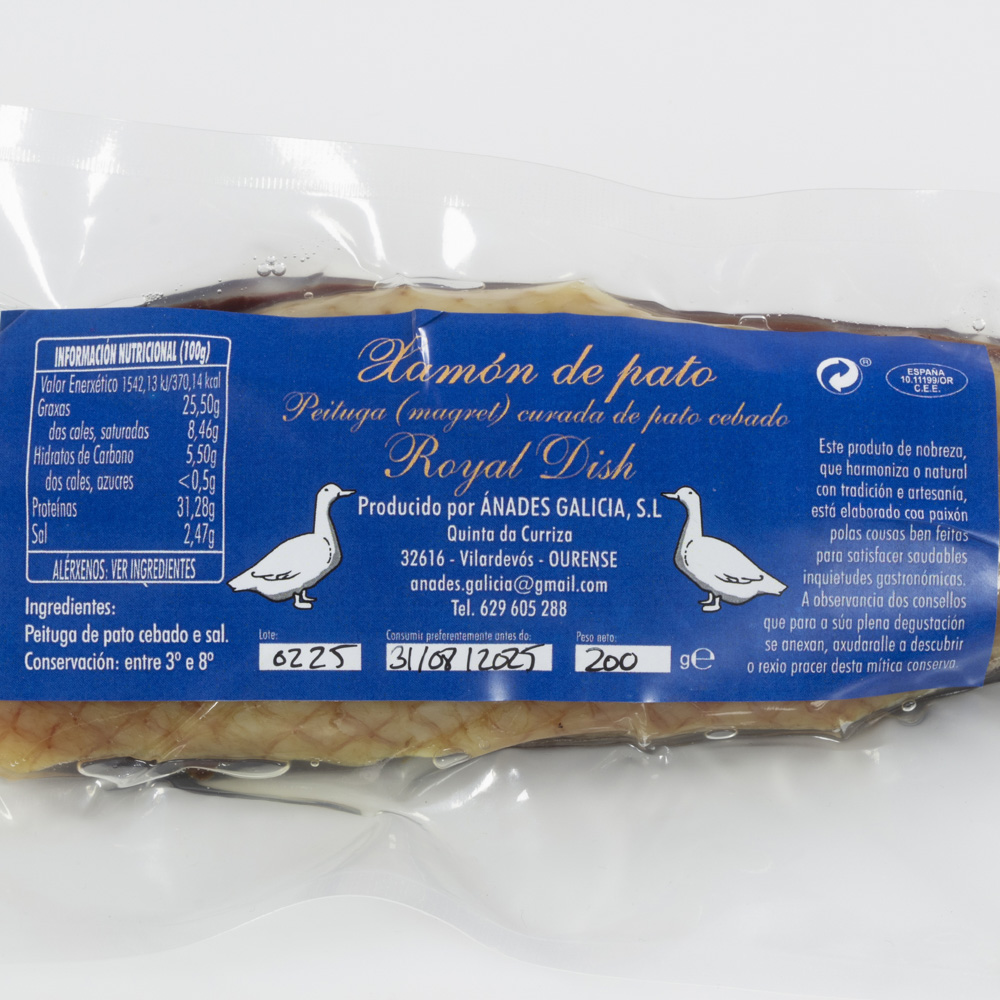 INFORMACIÓN NUTRICIONAL (100g)
Valor Enerxético 1542,13 kJ/370,14 kcal
Graxas 25,50g
das cales, saturadas 8,46g
Hidratos de Carbono 5,50g
dos cales, azucres <0,5g
Proteínas 31,28g
Sal 2,47g
ALÉRXENOS: VER INGREDIENTES
Ingredientes:
Peituga de pato cebado e sal.
Conservación: entre 3º e 8º
Xamón de pato
Peituga (magret) curada de pato cebado
Royal Dish
Producido por ÁNADES GALICIA, S.L
Quinta da Curriza
32616 - Vilardevós - OURENSE
anades.galicia@gmail.com
Tel. 629 605 288
Lote: 0225
Consumir preferentemente antes do: 31/08/2025
Peso neto: 200 g℮
®
ESPAÑA
10.11199/OR
C.E.E.
Este produto de nobreza,
que harmoniza o natural
con tradición e artesanía,
está elaborado coa paixón
polas cousas ben feitas
para satisfacer saudables
inquietudes gastronómicas.
A observancia dos consellos
que para a súa plena degustación
se anexan, axudaralle a descubrir
o rexio pracer desta mítica conserva.